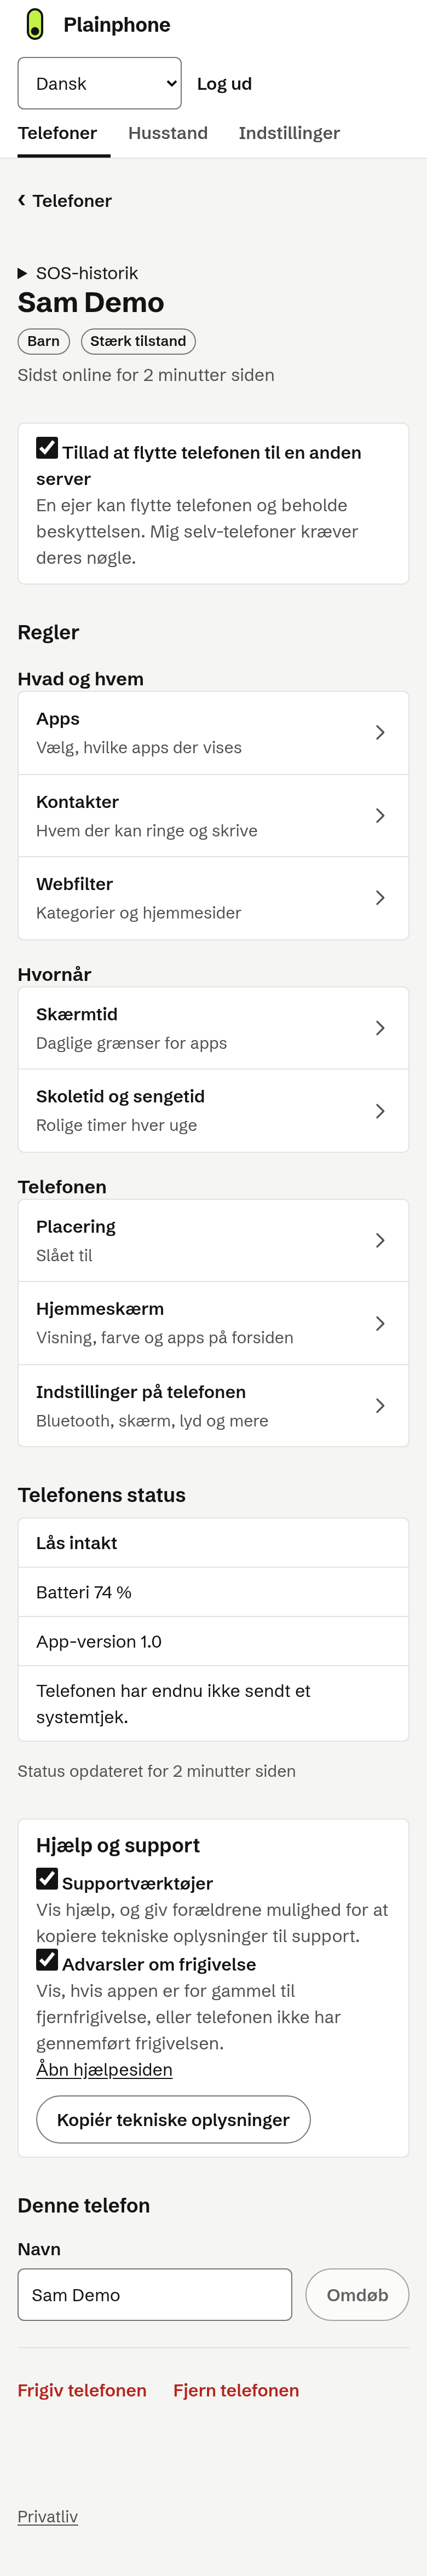 Plainphone
Dansk
Log ud
Telefoner
Husstand
Indstillinger
Telefoner
SOS-historik
Sam Demo
Barn
Stærk tilstand
Sidst online for 2 minutter siden
Tillad at flytte telefonen til en anden
server
En ejer kan flytte telefonen og beholde
beskyttelsen. Mig selv-telefoner kræver
deres nøgle.
Regler
Hvad og hvem
Apps
Vælg, hvilke apps der vises
Kontakter
Hvem der kan ringe og skrive
Webfilter
Kategorier og hjemmesider
Hvornår
Skærmtid
Daglige grænser for apps
Skoletid og sengetid
Rolige timer hver uge
Telefonen
Placering
Slået til
Hjemmeskærm
Visning, farve og apps på forsiden
Indstillinger på telefonen
Bluetooth, skærm, lyd og mere
Telefonens status
Lås intakt
Batteri 74 %
App-version 1.0
Telefonen har endnu ikke sendt et
systemtjek.
Status opdateret for 2 minutter siden
Hjælp og support
Supportværktøjer
Vis hjælp, og giv forældrene mulighed for at
kopiere tekniske oplysninger til support.
Advarsler om frigivelse
Vis, hvis appen er for gammel til
fjernfrigivelse, eller telefonen ikke har
gennemført frigivelsen.
Åbn hjælpesiden
Kopiér tekniske oplysninger
Denne telefon
Navn
Sam Demo
Omdøb
Frigiv telefonen
Fjern telefonen
Privatliv